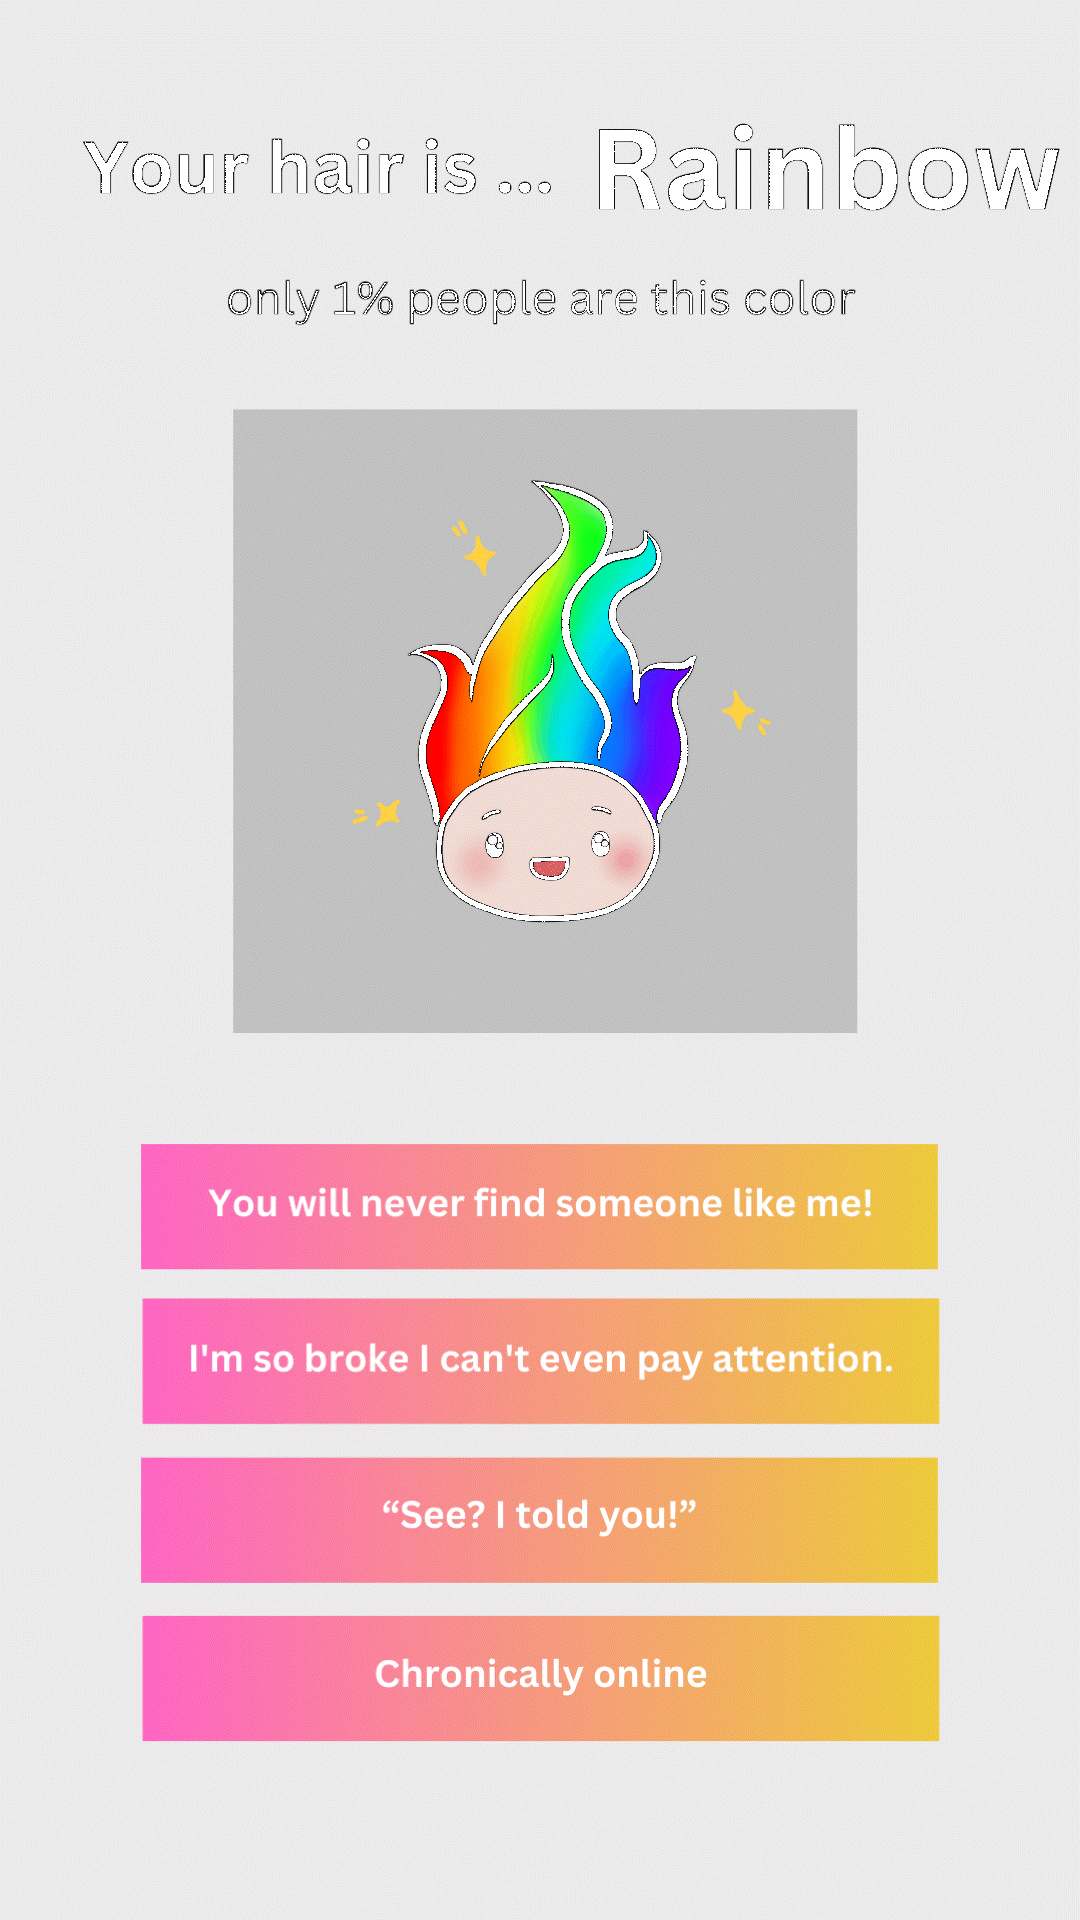 Your hair is ... Rainbow
only 1% people are this color
You will never find someone like me!
I'm so broke I can't even pay attention.
“See? I told you!”
Chronically online